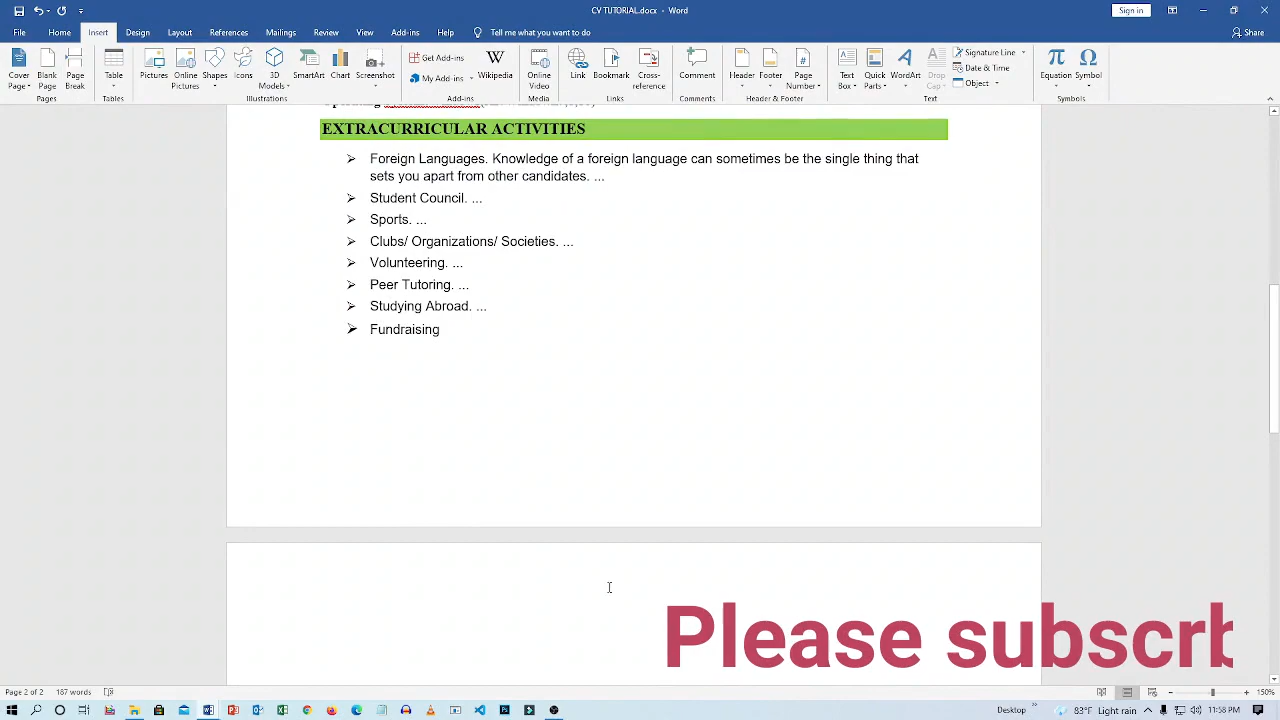 CV TUTORIAL.docx - Word
Sign in
File Home Insert Design Layout References Mailings Review View Add-ins Help Tell me what you want to do Share
Cover Page Blank Page Page Break Table Pictures Online Pictures Shapes Icons 3D Models SmartArt Chart Screenshot Get Add-ins My Add-ins Wikipedia Online Video Link Bookmark Cross-reference Comment Header Footer Page Number Text Box Quick Parts WordArt Drop Cap Signature Line Date & Time Object Equation Symbol
Pages Tables Illustrations Add-ins Media Links Comments Header & Footer Text Symbols
EXTRACURRICULAR ACTIVITIES
Foreign Languages. Knowledge of a foreign language can sometimes be the single thing that
sets you apart from other candidates. ...
Student Council. ...
Sports. ...
Clubs/ Organizations/ Societies. ...
Volunteering. ...
Peer Tutoring. ...
Studying Abroad. ...
Fundraising
Please subscrb
Page 2 of 2 187 words 150%
Desktop 83°F Light rain 11:38 PM